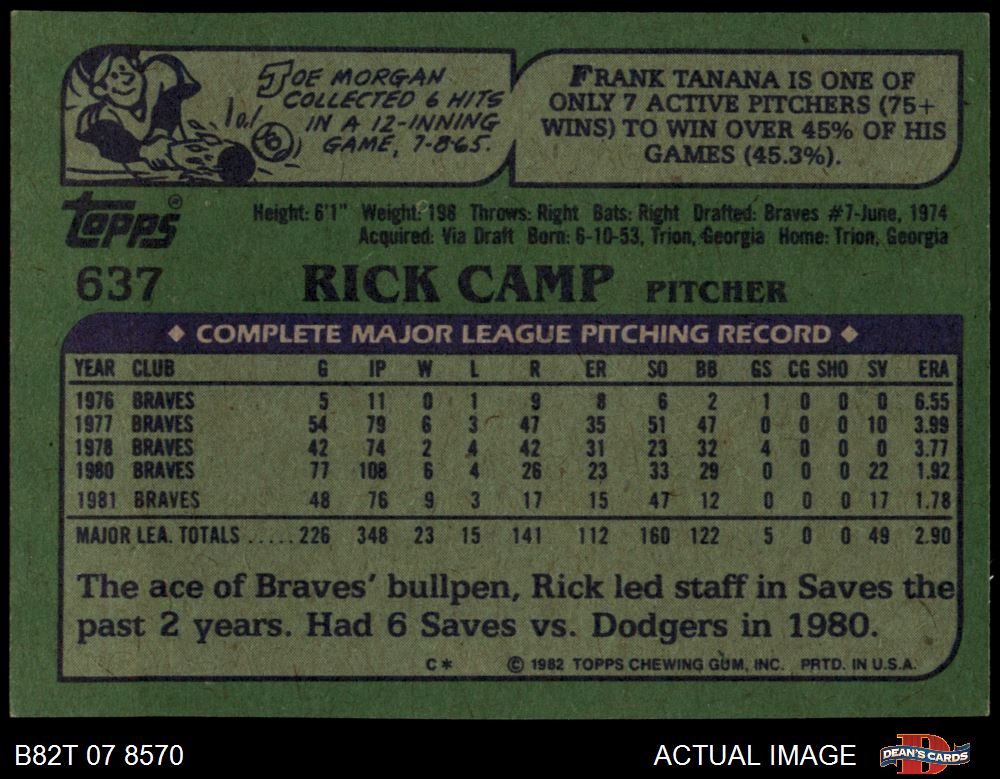 JOE MORGAN
COLLECTED 6 HITS
IN A 12-INNING
GAME, 7-8-65.
FRANK TANANA IS ONE OF
ONLY 7 ACTIVE PITCHERS (75+
WINS) TO WIN OVER 45% OF HIS
GAMES (45.3%).
Topps®
Height: 6'1" Weight: 198 Throws: Right Bats: Right Drafted: Braves #7-June, 1974
Acquired: Via Draft Born: 6-10-53, Trion, Georgia Home: Trion, Georgia
637 RICK CAMP PITCHER
◆ COMPLETE MAJOR LEAGUE PITCHING RECORD ◆
YEAR CLUB G IP W L R ER SO BB GS CG SHO SV ERA
1976 BRAVES 5 11 0 1 9 8 6 2 1 0 0 0 6.55
1977 BRAVES 54 79 6 3 47 35 51 47 0 0 0 10 3.99
1978 BRAVES 42 74 2 4 42 31 23 32 4 0 0 0 3.77
1980 BRAVES 77 108 6 4 26 23 33 29 0 0 0 22 1.92
1981 BRAVES 48 76 9 3 17 15 47 12 0 0 0 17 1.78
MAJOR LEA. TOTALS .....226 348 23 15 141 112 160 122 5 0 0 49 2.90
The ace of Braves' bullpen, Rick led staff in Saves the
past 2 years. Had 6 Saves vs. Dodgers in 1980.
C* © 1982 TOPPS CHEWING GUM, INC. PRTD. IN U.S.A.
B82T 07 8570 ACTUAL IMAGE DEAN'S CARDS